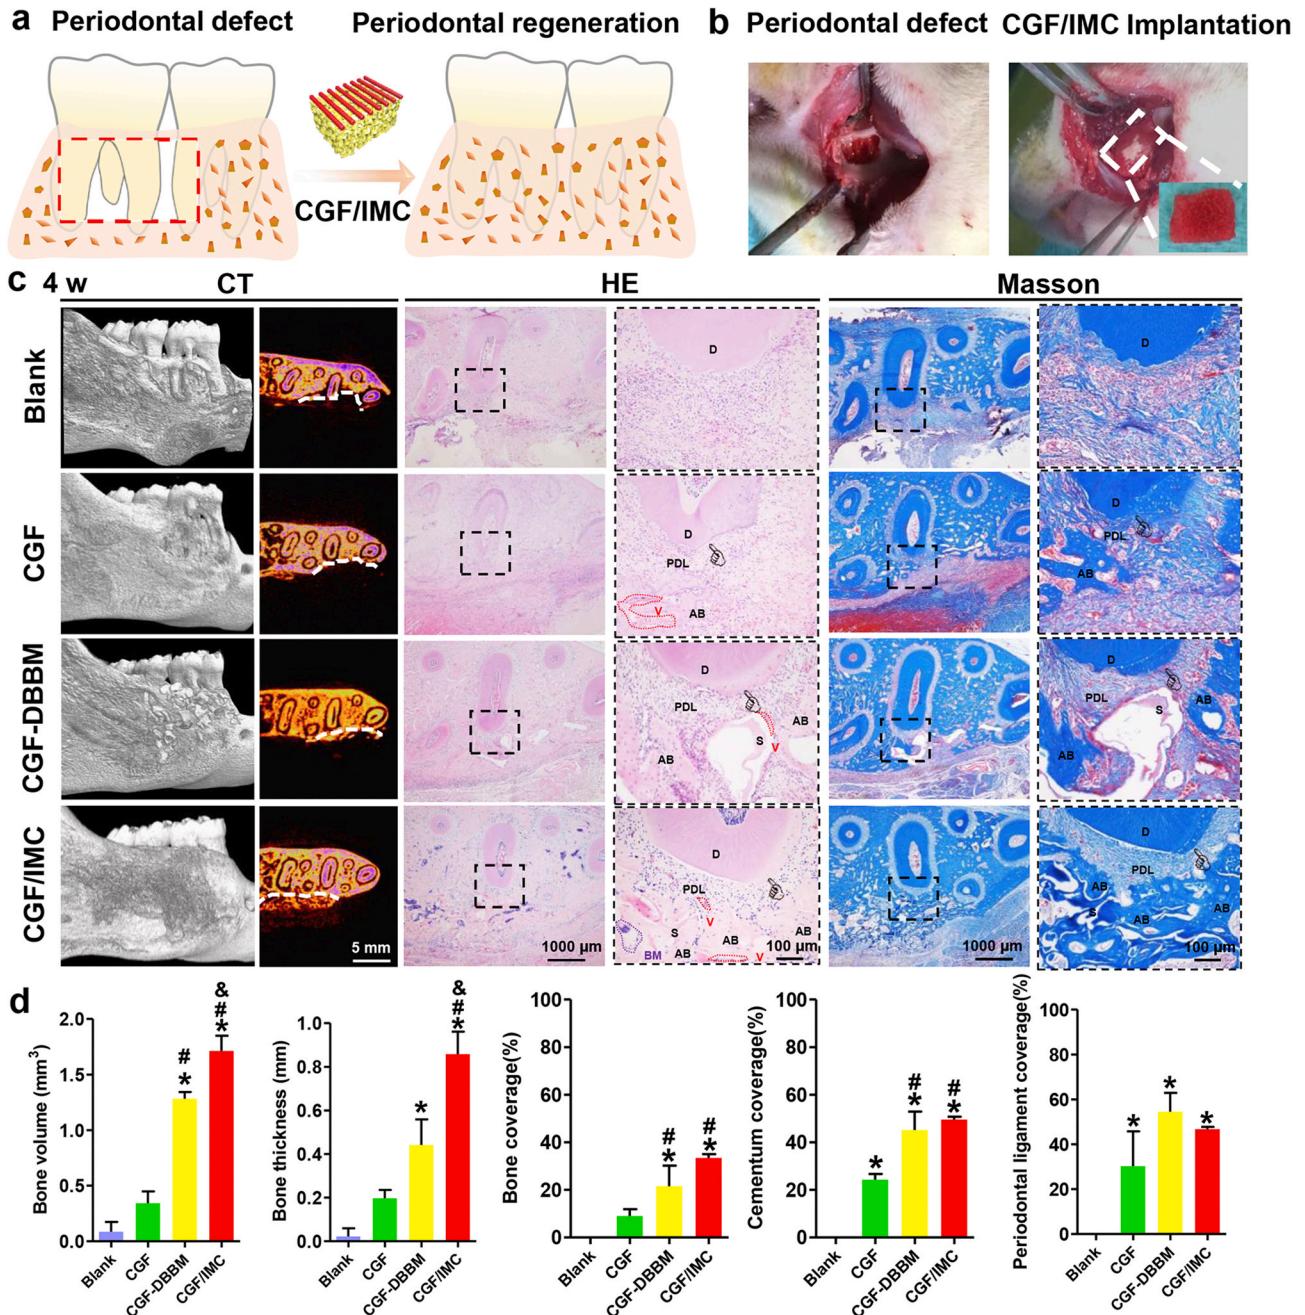 a Periodontal defect
Periodontal regeneration
CGF/IMC
b Periodontal defect
CGF/IMC Implantation
c 4 w
CT
HE
Masson
Blank
D
D
CGF
D
PDL
V
AB
D
PDL
AB
CGF-DBBM
D
PDL
AB
S
V
AB
D
PDL
S
AB
AB
CGF/IMC
5 mm
1000 μm
D
PDL
V
S
AB
AB
BM
AB
V
100 μm
1000 μm
D
PDL
AB
S
AB
AB
100 μm
d
Bone volume (mm³)
2.0
1.5
1.0
0.5
0.0
#
*
&
#
*
Blank
CGF
CGF-DBBM
CGF/IMC
Bone thickness (mm)
1.0
0.8
0.6
0.4
0.2
0.0
*
#
*
Blank
CGF
CGF-DBBM
CGF/IMC
&
Bone coverage(%)
100
80
60
40
20
0
#
*
#
*
Blank
CGF
CGF-DBBM
CGF/IMC
Cementum coverage(%)
100
80
60
40
20
0
*
#
*
#
*
Blank
CGF
CGF-DBBM
CGF/IMC
Periodontal ligament coverage(%)
100
80
60
40
20
0
*
*
*
Blank
CGF
CGF-DBBM
CGF/IMC